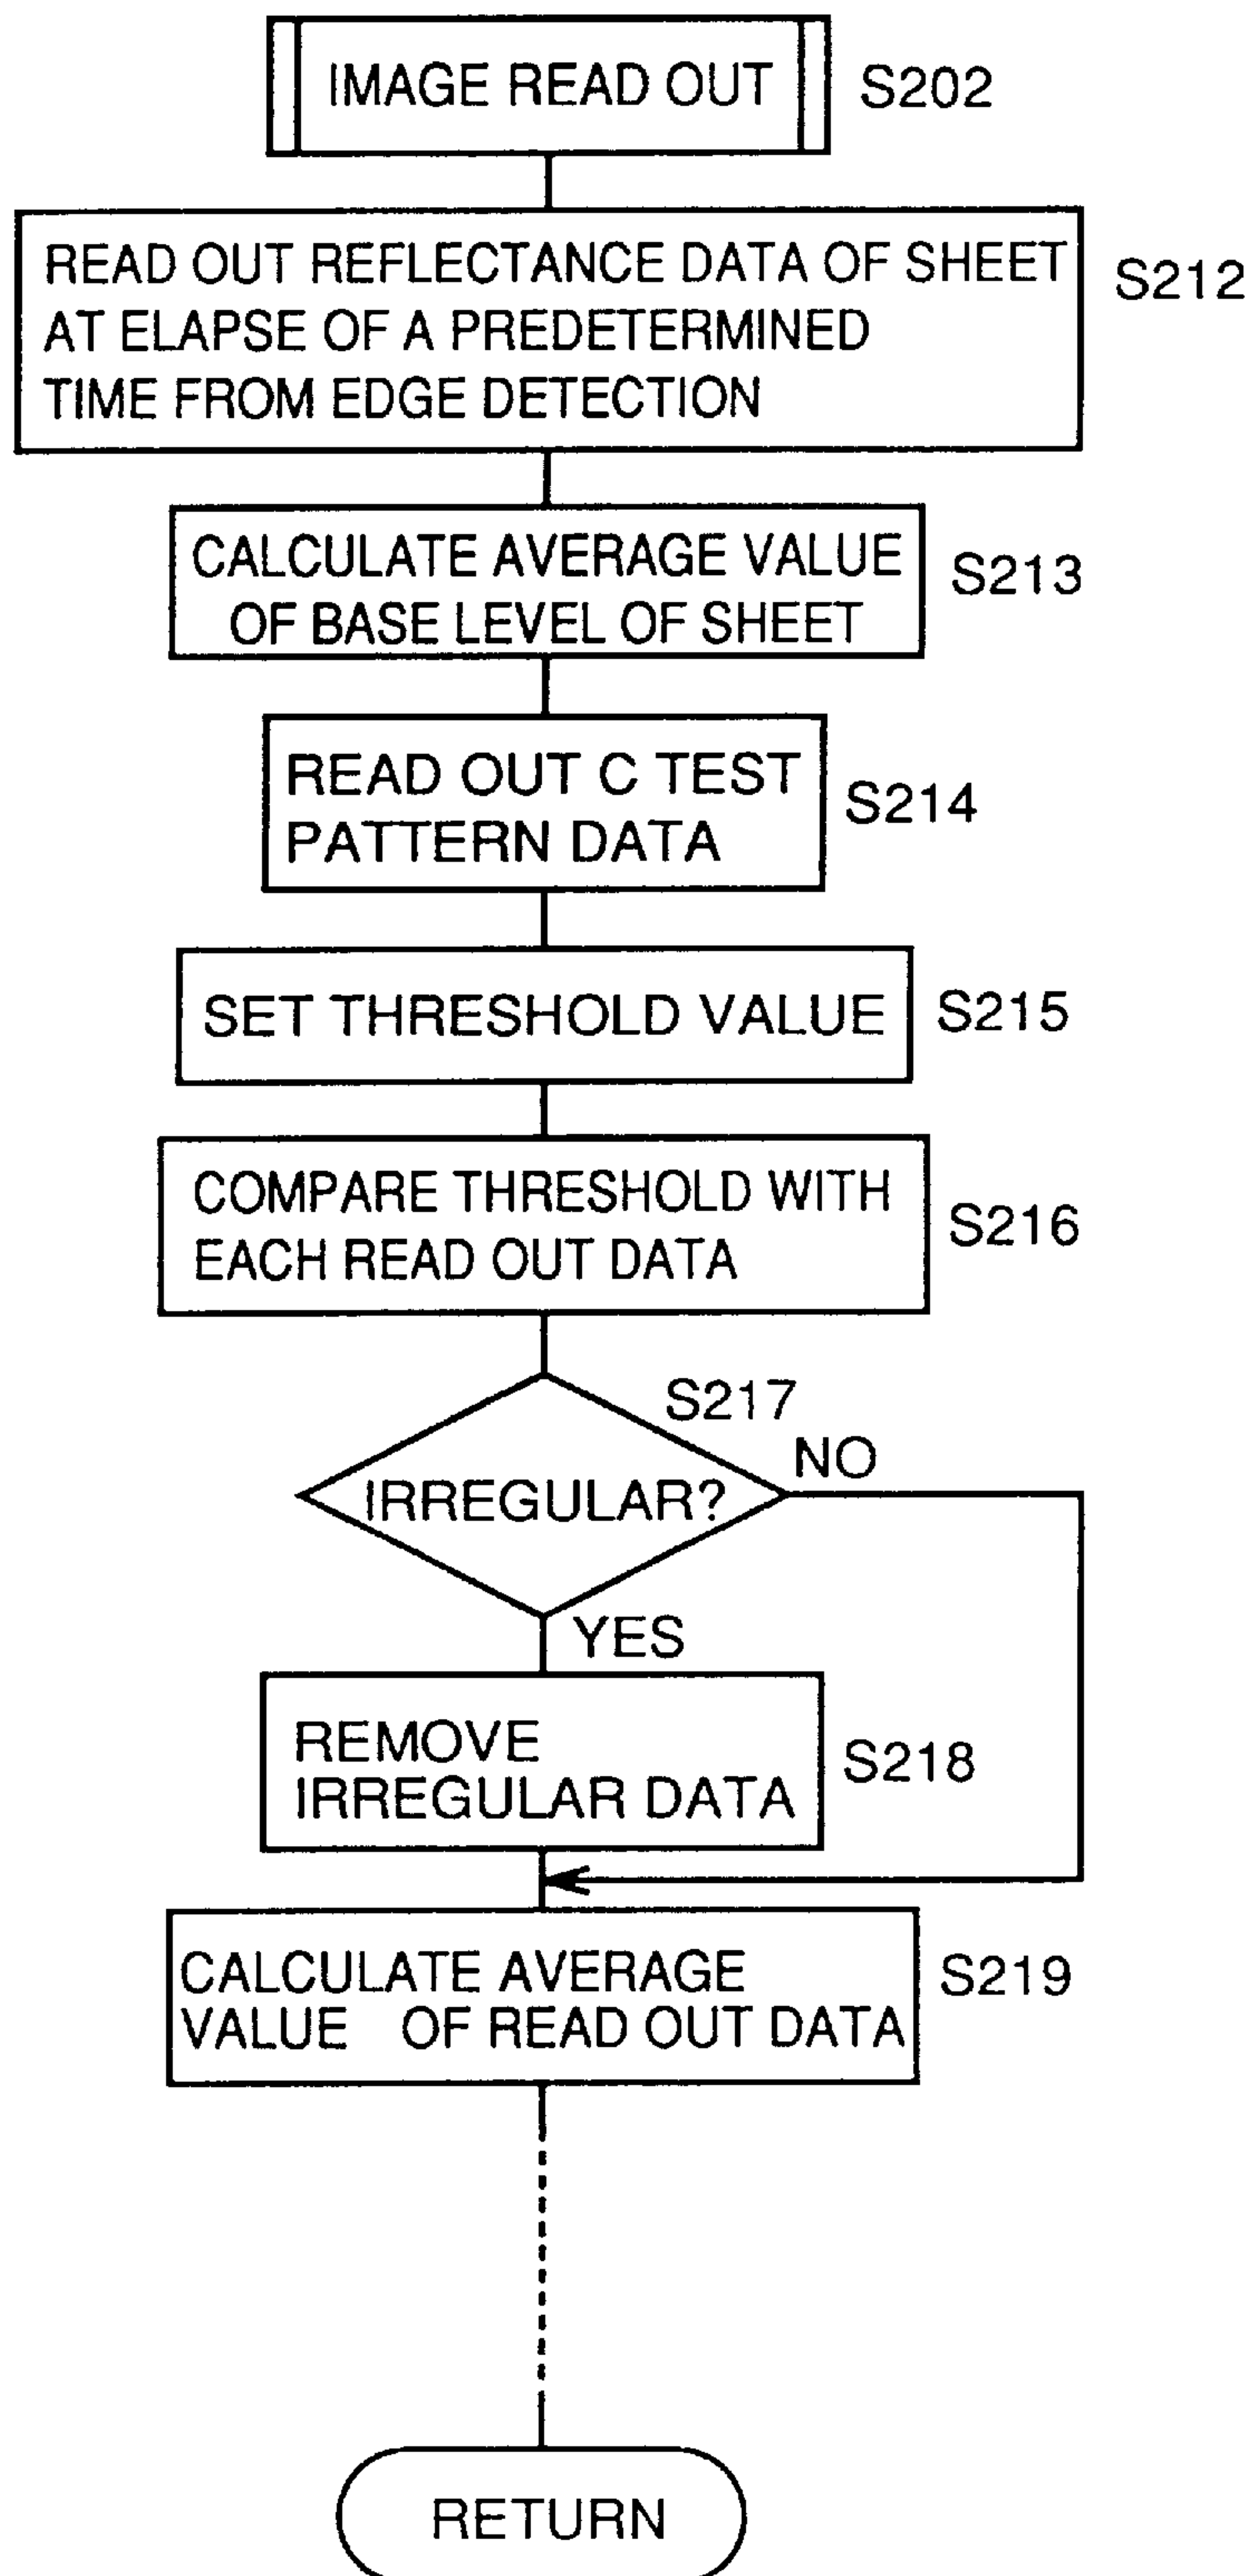 IMAGE READ OUT
S202
READ OUT REFLECTANCE DATA OF SHEET
AT ELAPSE OF A PREDETERMINED
TIME FROM EDGE DETECTION
S212
CALCULATE AVERAGE VALUE
OF BASE LEVEL OF SHEET
S213
READ OUT C TEST
PATTERN DATA
S214
SET THRESHOLD VALUE
S215
COMPARE THRESHOLD WITH
EACH READ OUT DATA
S216
S217
IRREGULAR?
NO
YES
REMOVE
IRREGULAR DATA
S218
CALCULATE AVERAGE
VALUE OF READ OUT DATA
S219
RETURN